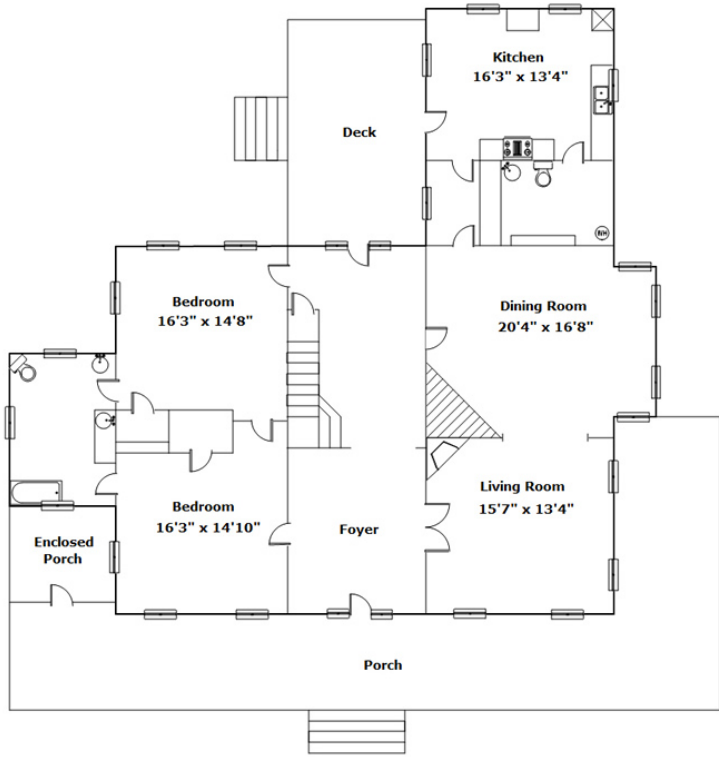 Kitchen
16'3" x 13'4"
Deck
WH
Bedroom
16'3" x 14'8"
Dining Room
20'4" x 16'8"
Living Room
15'7" x 13'4"
Bedroom
16'3" x 14'10"
Foyer
Enclosed
Porch
Porch